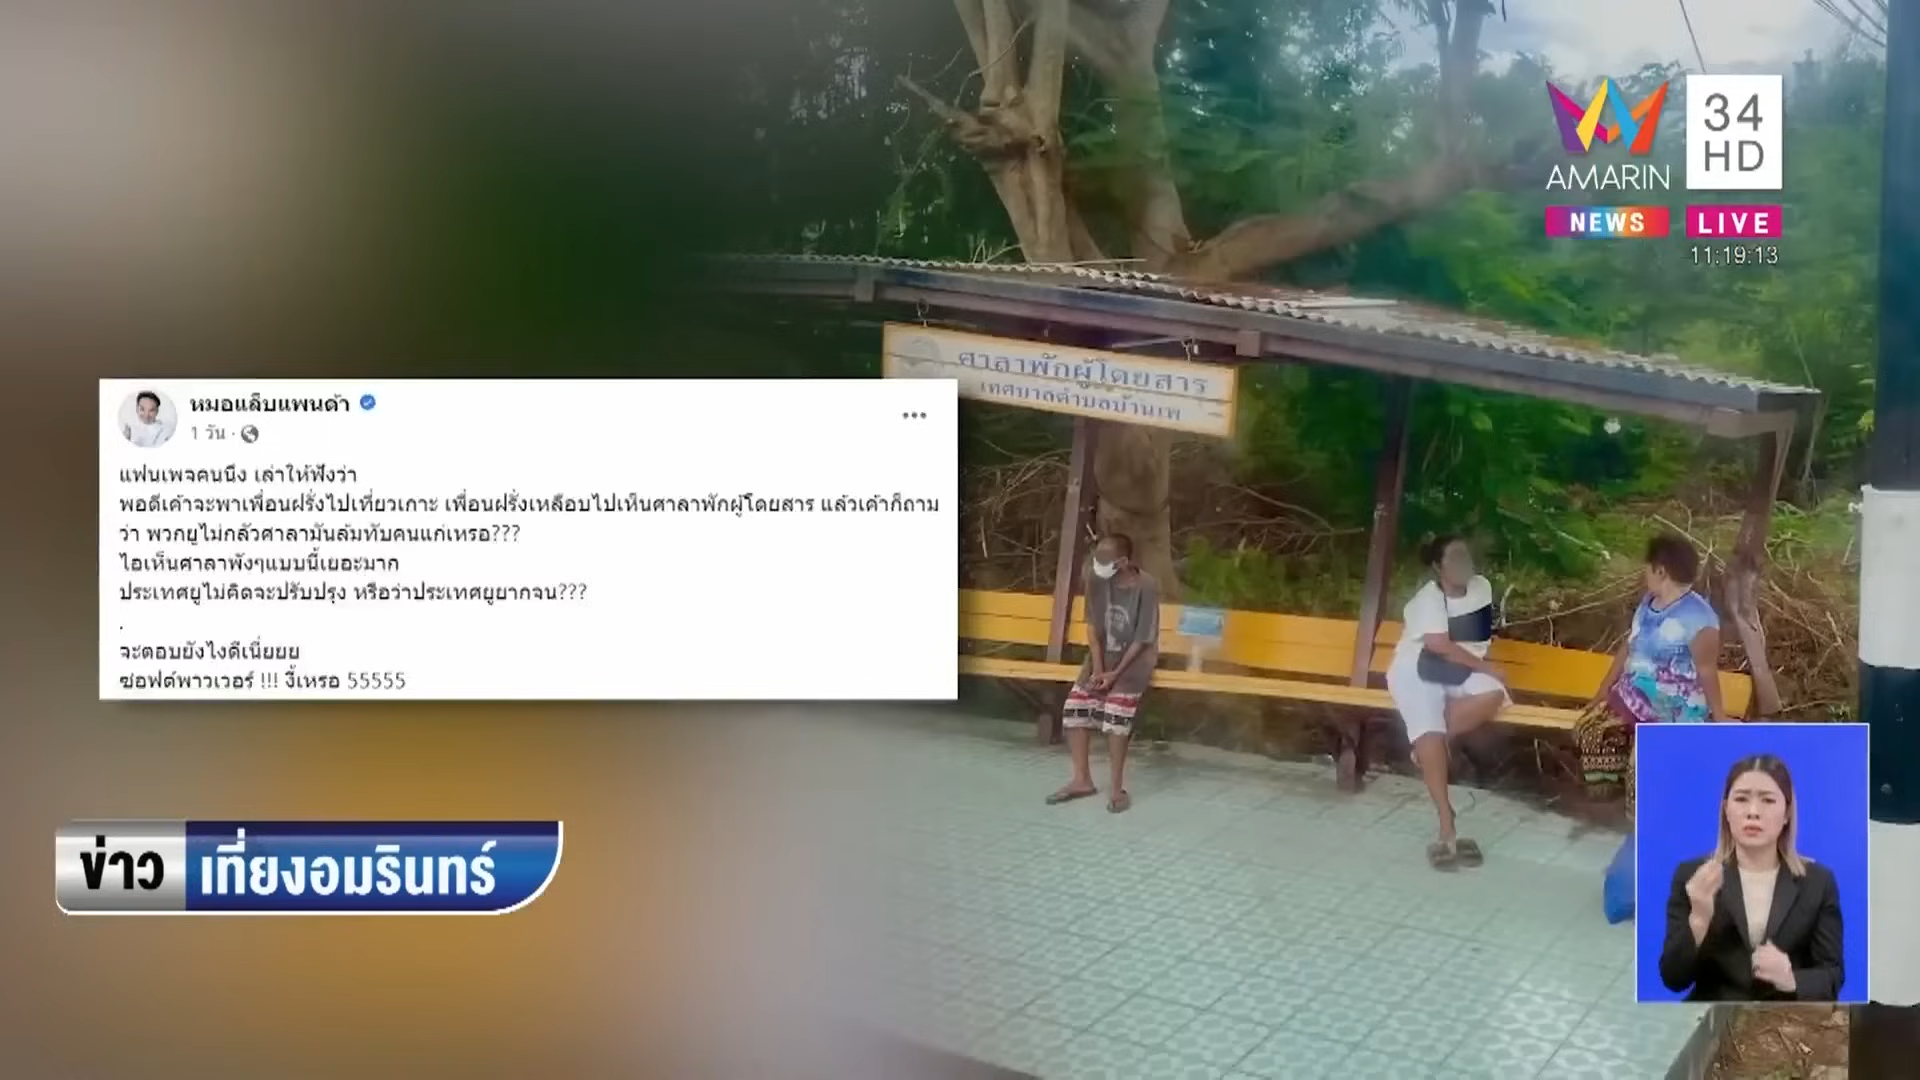 AMARIN
34
HD
NEWS
LIVE
11:19:13
ศาลาพักผู้โดยสาร
เทศบาลตำบลบ้านเพ
หมอแล็บแพนด้า
1 วัน ·
แฟนเพจคนนึง เล่าให้ฟังว่า
พอดีเค้าจะพาเพื่อนฝรั่งไปเที่ยวเกาะ เพื่อนฝรั่งเหลือบไปเห็นศาลาพักผู้โดยสาร แล้วเค้าก็ถาม
ว่า พวกยูไม่กลัวศาลามันล้มทับคนแก่เหรอ???
ไอเห็นศาลาพังๆแบบนี้เยอะมาก
ประเทศยูไม่คิดจะปรับปรุง หรือว่าประเทศยูยากจน???
.
จะตอบยังไงดีเนี่ยยย
ซ่อฟต์พาวเวอร์ !!! งี้เหรอ 55555
ข่าว เที่ยงอมรินทร์